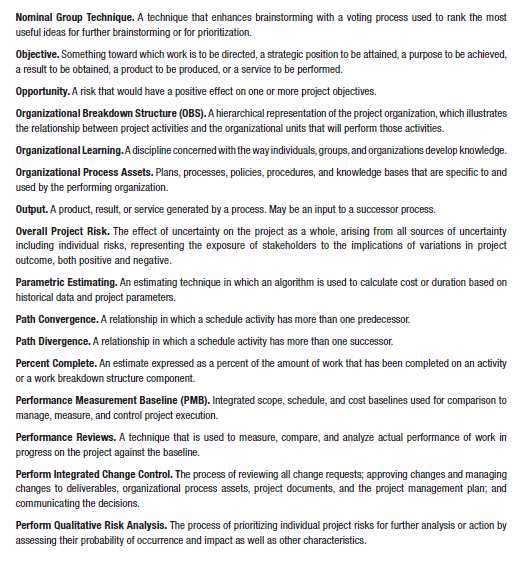 Nominal Group Technique. A technique that enhances brainstorming with a voting process used to rank the most
useful ideas for further brainstorming or for prioritization.
Objective. Something toward which work is to be directed, a strategic position to be attained, a purpose to be achieved,
a result to be obtained, a product to be produced, or a service to be performed.
Opportunity. A risk that would have a positive effect on one or more project objectives.
Organizational Breakdown Structure (OBS). A hierarchical representation of the project organization, which illustrates
the relationship between project activities and the organizational units that will perform those activities.
Organizational Learning. A discipline concerned with the way individuals, groups, and organizations develop knowledge.
Organizational Process Assets. Plans, processes, policies, procedures, and knowledge bases that are specific to and
used by the performing organization.
Output. A product, result, or service generated by a process. May be an input to a successor process.
Overall Project Risk. The effect of uncertainty on the project as a whole, arising from all sources of uncertainty
including individual risks, representing the exposure of stakeholders to the implications of variations in project
outcome, both positive and negative.
Parametric Estimating. An estimating technique in which an algorithm is used to calculate cost or duration based on
historical data and project parameters.
Path Convergence. A relationship in which a schedule activity has more than one predecessor.
Path Divergence. A relationship in which a schedule activity has more than one successor.
Percent Complete. An estimate expressed as a percent of the amount of work that has been completed on an activity
or a work breakdown structure component.
Performance Measurement Baseline (PMB). Integrated scope, schedule, and cost baselines used for comparison to
manage, measure, and control project execution.
Performance Reviews. A technique that is used to measure, compare, and analyze actual performance of work in
progress on the project against the baseline.
Perform Integrated Change Control. The process of reviewing all change requests; approving changes and managing
changes to deliverables, organizational process assets, project documents, and the project management plan; and
communicating the decisions.
Perform Qualitative Risk Analysis. The process of prioritizing individual project risks for further analysis or action by
assessing their probability of occurrence and impact as well as other characteristics.